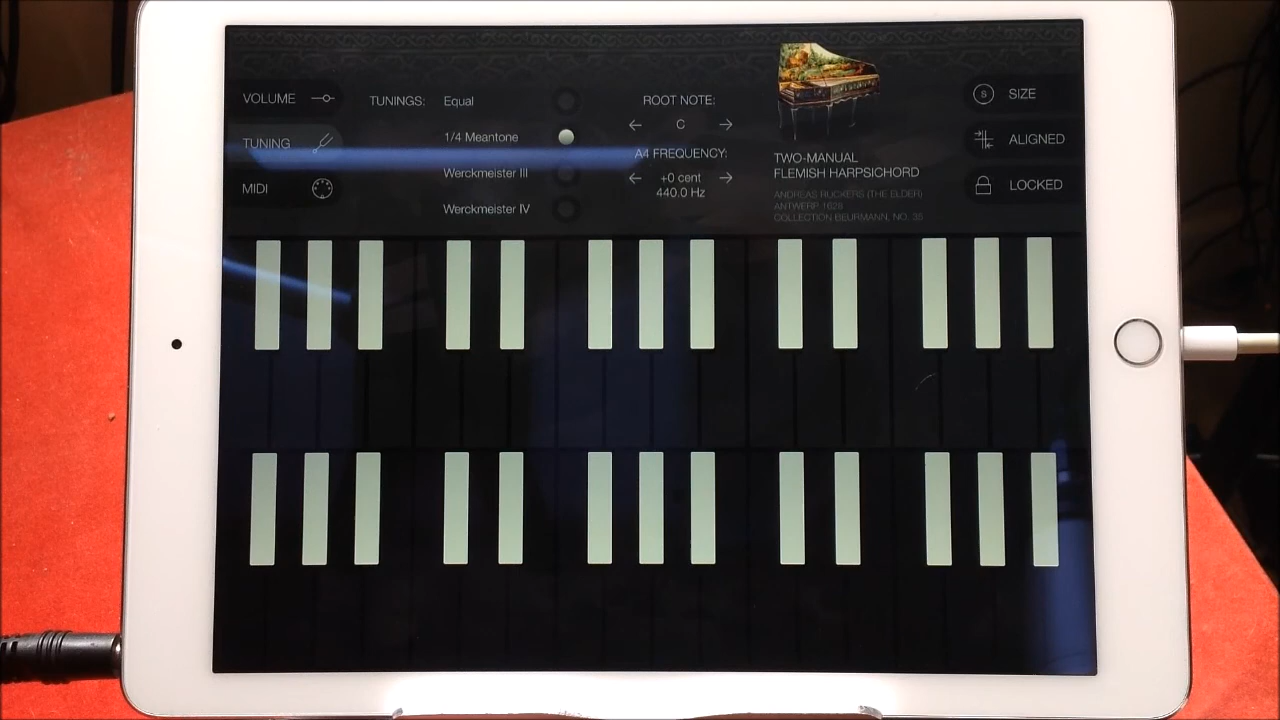 VOLUME
TUNING
MIDI
TUNINGS: Equal
1/4 Meantone
Werckmeister III
Werckmeister IV
ROOT NOTE:
C
A4 FREQUENCY:
+0 cent
440.0 Hz
TWO-MANUAL
FLEMISH HARPSICHORD
ANDREAS RUCKERS (THE ELDER)
ANTWERP 1628
COLLECTION BEURMANN, NO. 35
S SIZE
ALIGNED
LOCKED